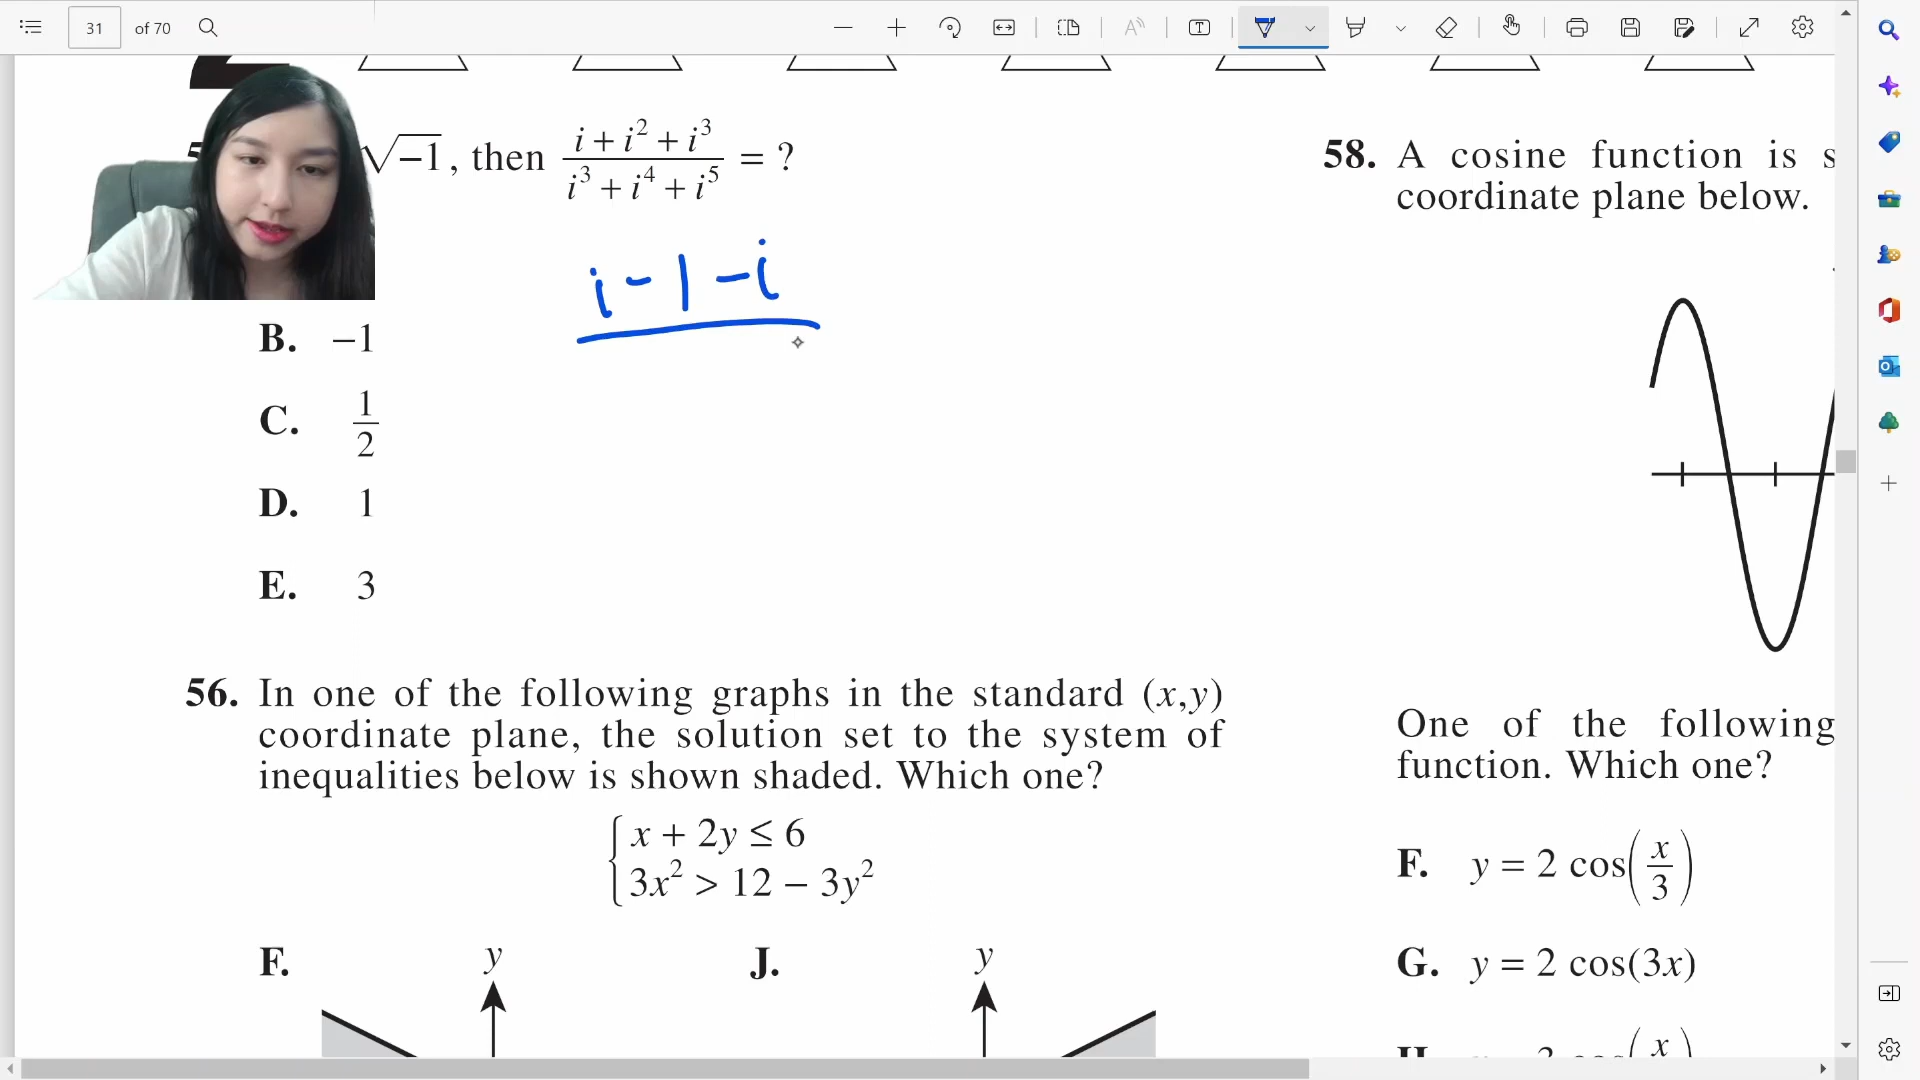 31 of 70
√−1, then (i + i² + i³)/(i³ + i⁴ + i⁵) = ?
i - 1 - i
B. −1
C. 1/2
D. 1
E. 3
56. In one of the following graphs in the standard (x,y)
coordinate plane, the solution set to the system of
inequalities below is shown shaded. Which one?
x + 2y ≤ 6
3x² > 12 − 3y²
F. y
J. y
58. A cosine function is s
coordinate plane below.
One of the following
function. Which one?
F. y = 2 cos(x/3)
G. y = 2 cos(3x)